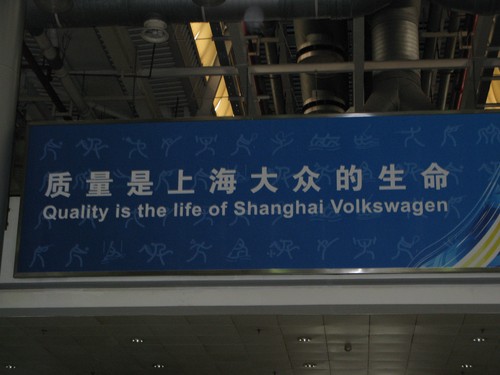 质量是上海大众的生命
Quality is the life of Shanghai Volkswagen